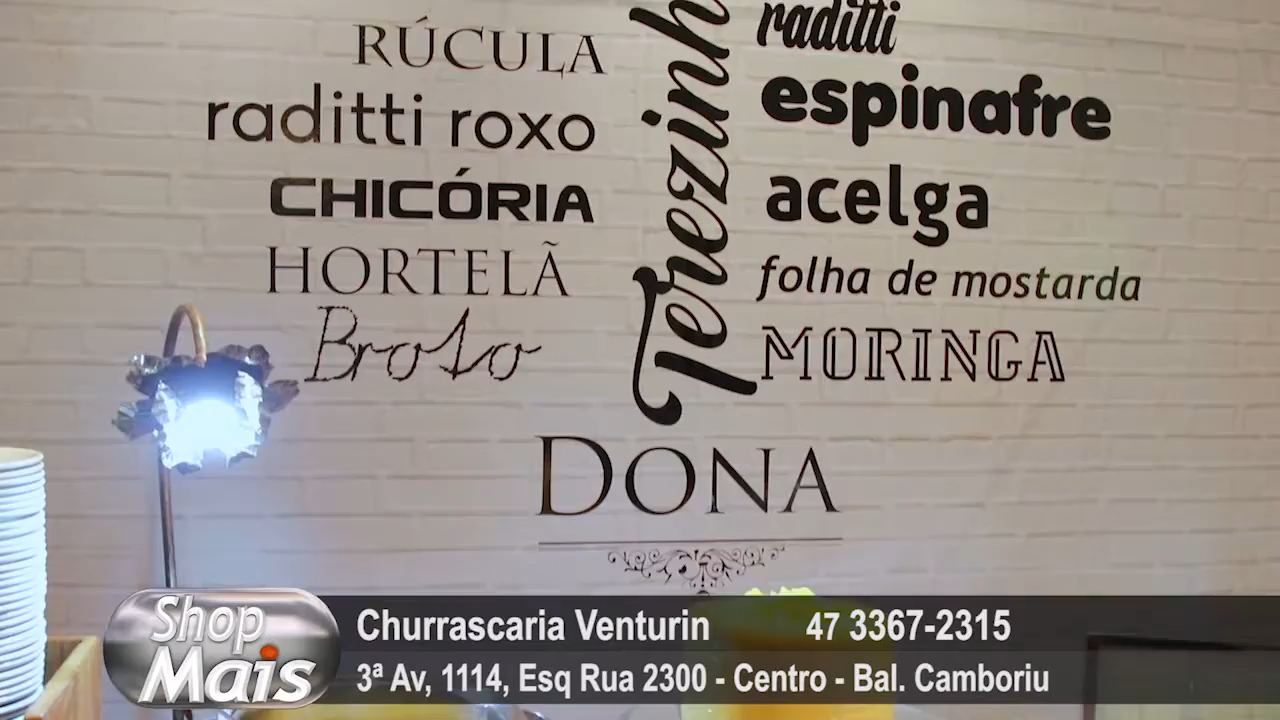 RÚCULA
raditti roxo
CHICÓRIA
HORTELÃ
Broto
Terezinh
raditti
espinafre
acelga
folha de mostarda
MORINGA
DONA
Shop
Mais
Churrascaria Venturin 47 3367-2315
3ª Av, 1114, Esq Rua 2300 - Centro - Bal. Camboriu